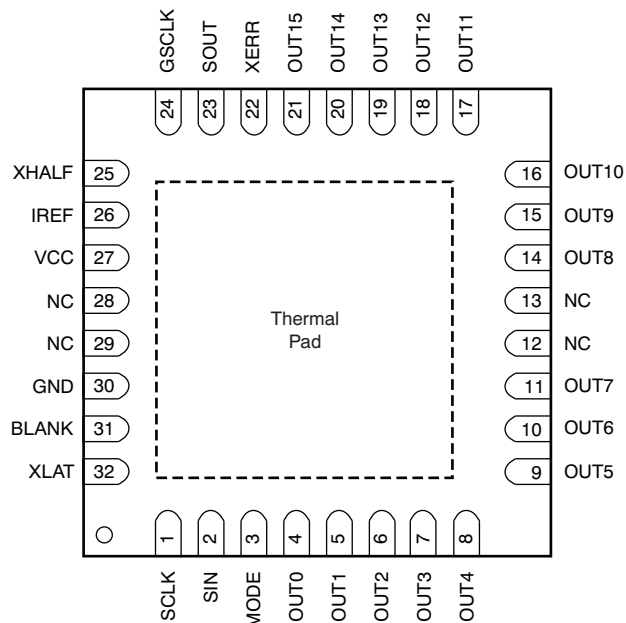 GSCLK
SOUT
XERR
OUT15
OUT14
OUT13
OUT12
OUT11
24
23
22
21
20
19
18
17
XHALF 25
IREF 26
VCC 27
NC 28
NC 29
GND 30
BLANK 31
XLAT 32
Thermal
Pad
16 OUT10
15 OUT9
14 OUT8
13 NC
12 NC
11 OUT7
10 OUT6
9 OUT5
1
2
3
4
5
6
7
8
SCLK
SIN
MODE
OUT0
OUT1
OUT2
OUT3
OUT4